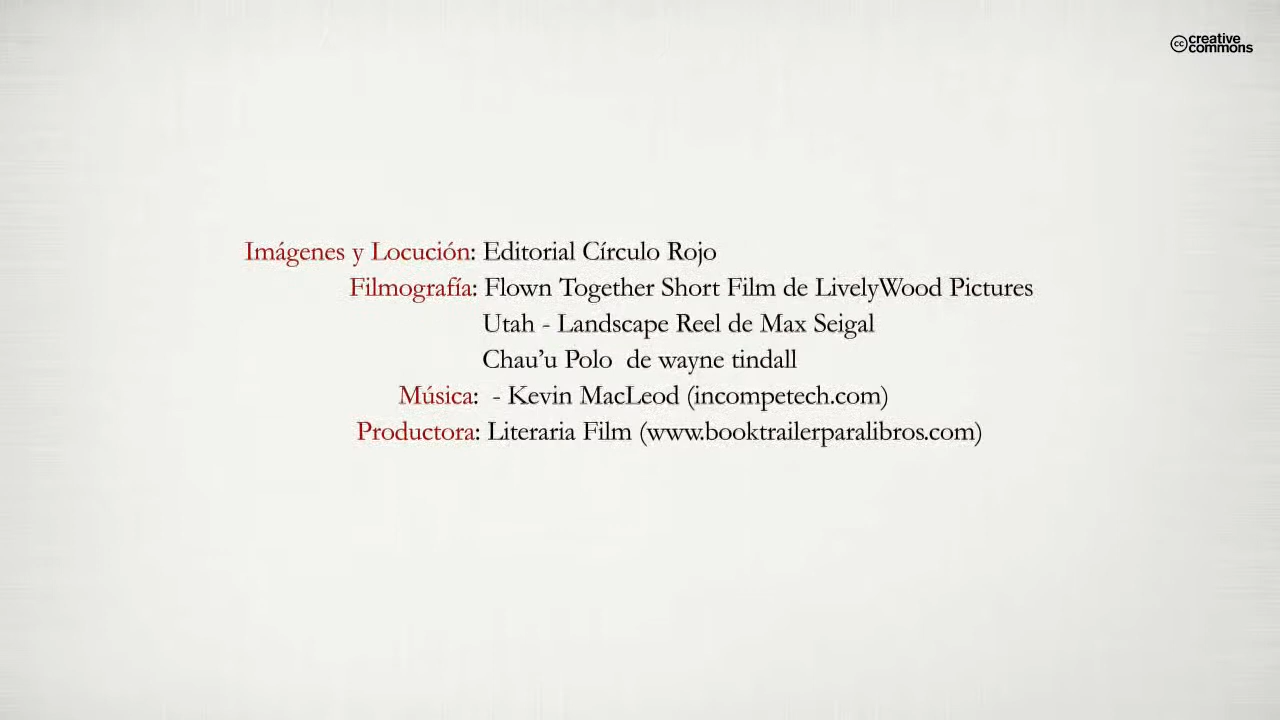 creative
commons
Imágenes y Locución: Editorial Círculo Rojo
Filmografía: Flown Together Short Film de LivelyWood Pictures
Utah - Landscape Reel de Max Seigal
Chau’u Polo  de wayne tindall
Música:  - Kevin MacLeod (incompetech.com)
Productora: Literaria Film (www.booktrailerparalibros.com)